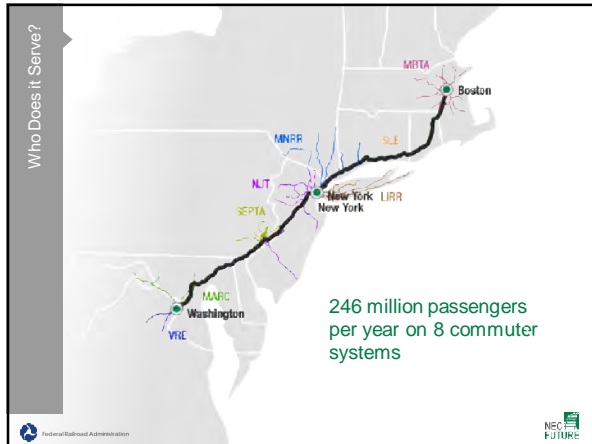 Who Does it Serve?
MBTA
Boston
MNRR
SLE
NJT
New York
New York
LIRR
SEPTA
MARC
Washington
VRE
246 million passengers
per year on 8 commuter
systems
Federal Railroad Administration
NEC
FUTURE